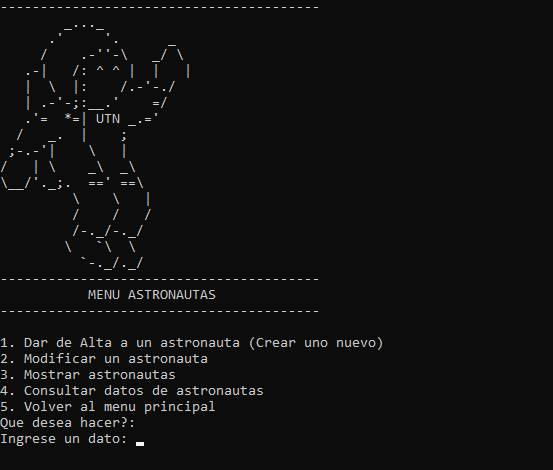 UTN
MENU ASTRONAUTAS
1. Dar de Alta a un astronauta (Crear uno nuevo)
2. Modificar un astronauta
3. Mostrar astronautas
4. Consultar datos de astronautas
5. Volver al menu principal
Que desea hacer?:
Ingrese un dato: